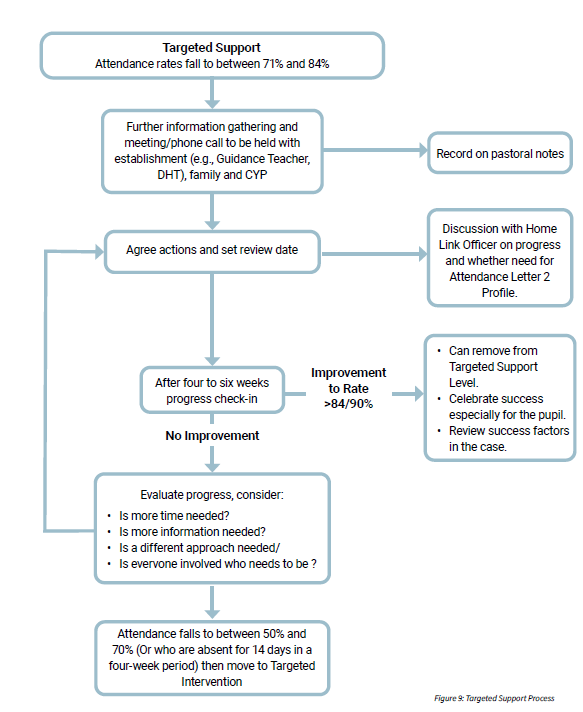 Targeted Support
Attendance rates fall to between 71% and 84%
Further information gathering and
meeting/phone call to be held with
establishment (e.g., Guidance Teacher,
DHT), family and CYP
Record on pastoral notes
Agree actions and set review date
Discussion with Home
Link Officer on progress
and whether need for
Attendance Letter 2
Profile.
After four to six weeks
progress check-in
Improvement
to Rate
>84/90%
• Can remove from
Targeted Support
Level.
• Celebrate success
especially for the pupil.
• Review success factors
in the case.
No Improvement
Evaluate progress, consider:
• Is more time needed?
• Is more information needed?
• Is a different approach needed/
• Is everyone involved who needs to be ?
Attendance falls to between 50% and
70% (Or who are absent for 14 days in a
four-week period) then move to Targeted
Intervention
Figure 9: Targeted Support Process